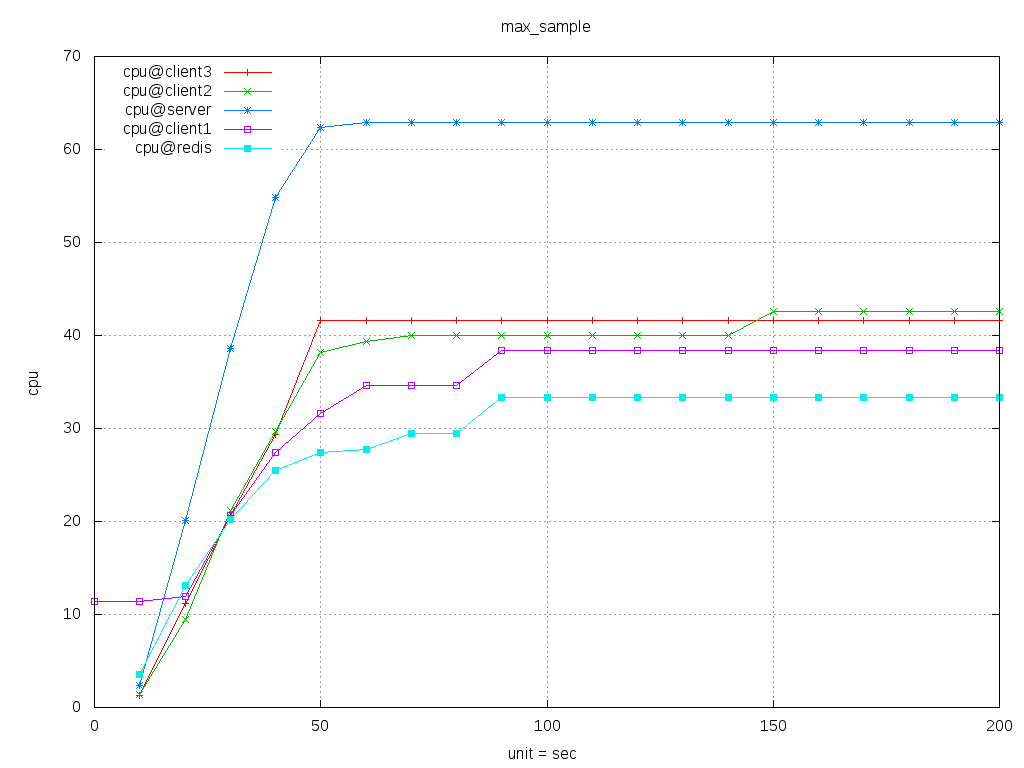 max_sample
70
60
50
40
30
20
10
0
cpu
cpu@client3
cpu@client2
cpu@server
cpu@client1
cpu@redis
0 50 100 150 200
unit = sec